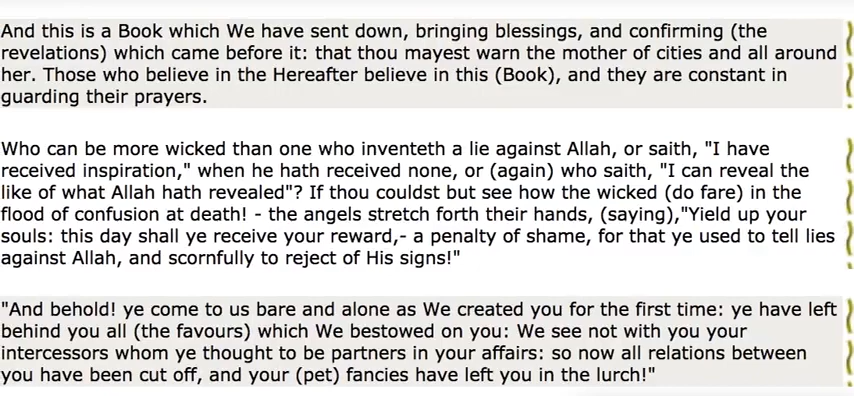 And this is a Book which We have sent down, bringing blessings, and confirming (the
revelations) which came before it: that thou mayest warn the mother of cities and all around
her. Those who believe in the Hereafter believe in this (Book), and they are constant in
guarding their prayers.
Who can be more wicked than one who inventeth a lie against Allah, or saith, "I have
received inspiration," when he hath received none, or (again) who saith, "I can reveal the
like of what Allah hath revealed"? If thou couldst but see how the wicked (do fare) in the
flood of confusion at death! - the angels stretch forth their hands, (saying),"Yield up your
souls: this day shall ye receive your reward,- a penalty of shame, for that ye used to tell lies
against Allah, and scornfully to reject of His signs!"
"And behold! ye come to us bare and alone as We created you for the first time: ye have left
behind you all (the favours) which We bestowed on you: We see not with you your
intercessors whom ye thought to be partners in your affairs: so now all relations between
you have been cut off, and your (pet) fancies have left you in the lurch!"